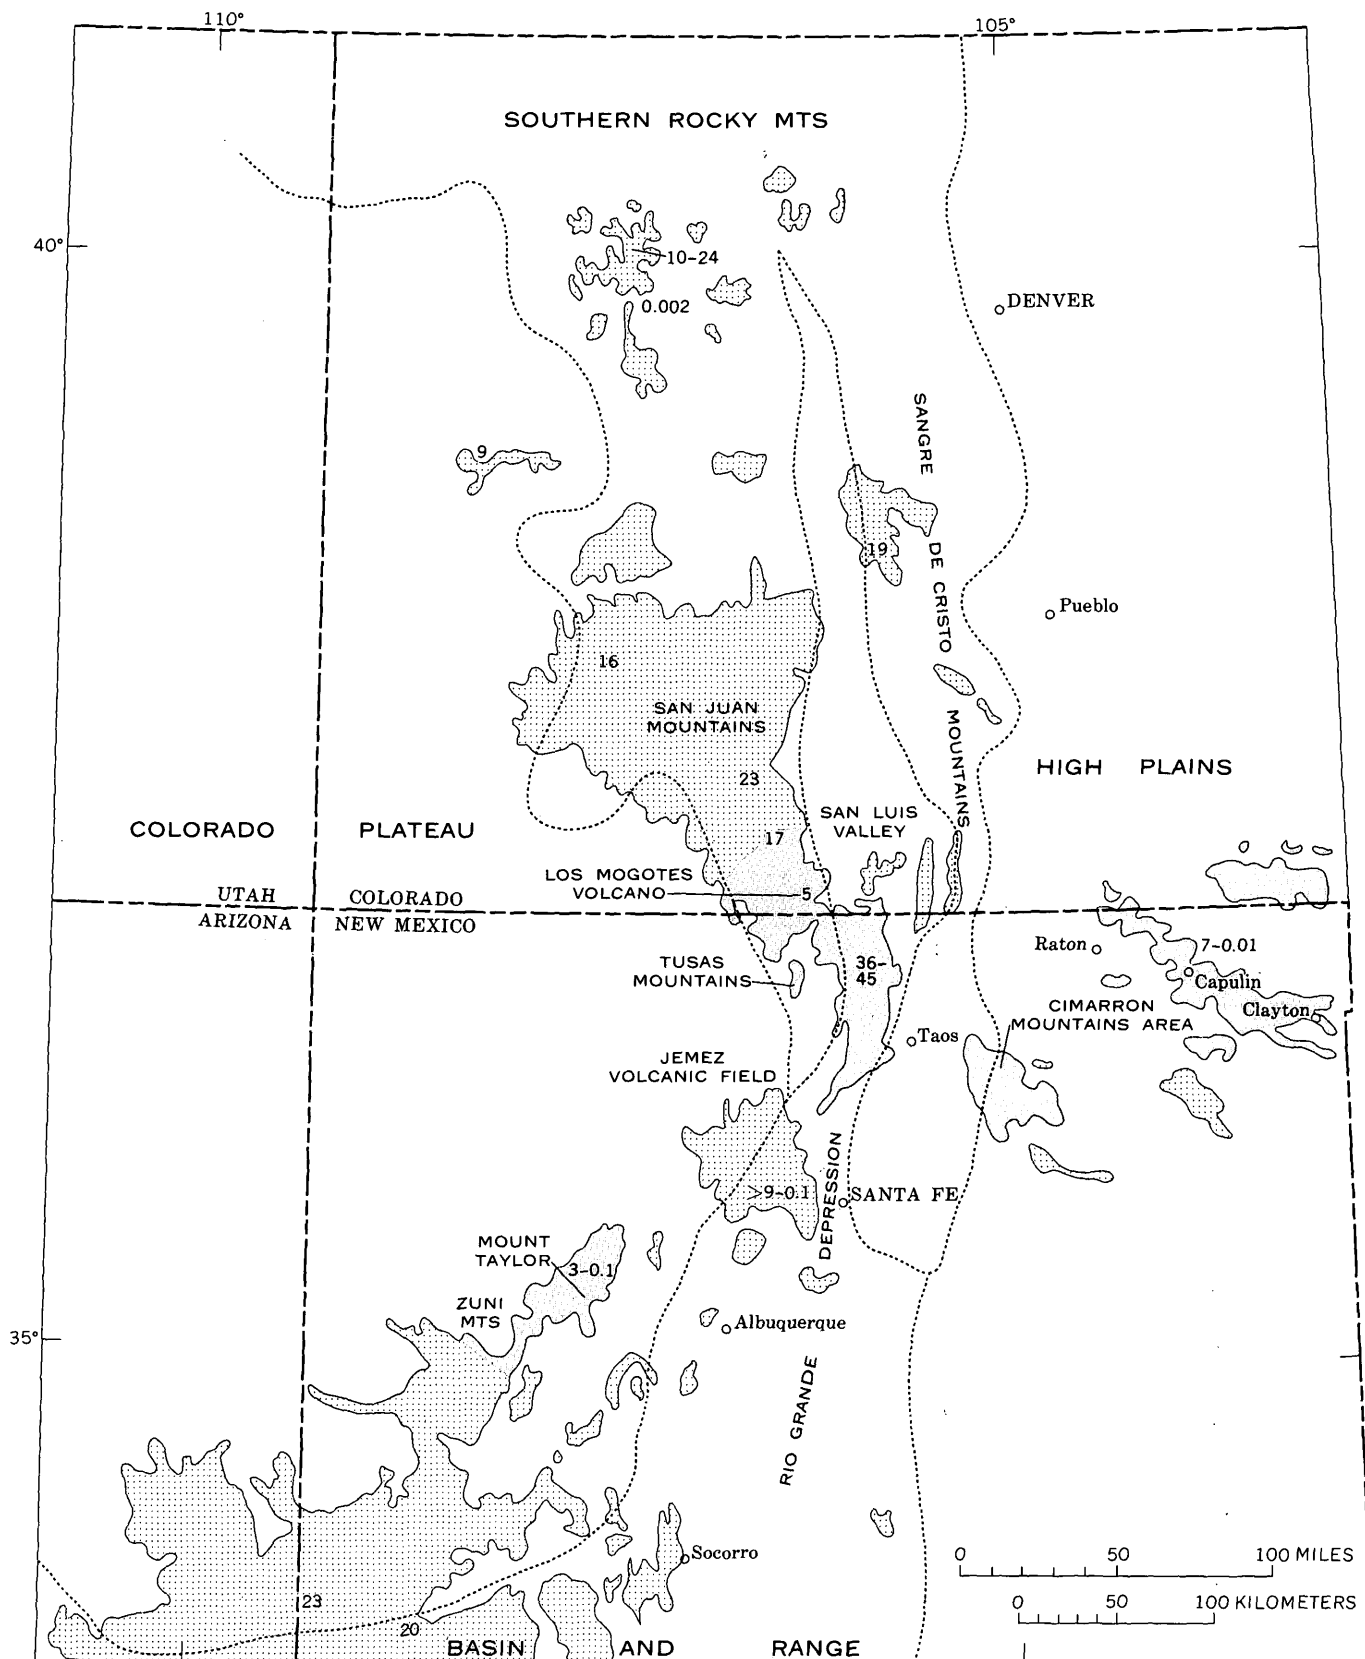 110°
105°
SOUTHERN ROCKY MTS
40°
10-24
0.002
DENVER
SANGRE DE CRISTO MOUNTAINS
9
19
Pueblo
16
SAN JUAN
MOUNTAINS
23
HIGH PLAINS
SAN LUIS
VALLEY
17
COLORADO PLATEAU
LOS MOGOTES
VOLCANO
5
UTAH
COLORADO
ARIZONA
NEW MEXICO
Raton
7-0.01
36-
45
TUSAS
MOUNTAINS
Capulin
CIMARRON
MOUNTAINS AREA
Clayton
Taos
JEMEZ
VOLCANIC FIELD
>9-0.1
SANTA FE
RIO GRANDE DEPRESSION
MOUNT
TAYLOR
3-0.1
ZUNI
MTS
35°
Albuquerque
Socorro
0 50 100 MILES
0 50 100 KILOMETERS
23
20
BASIN AND RANGE